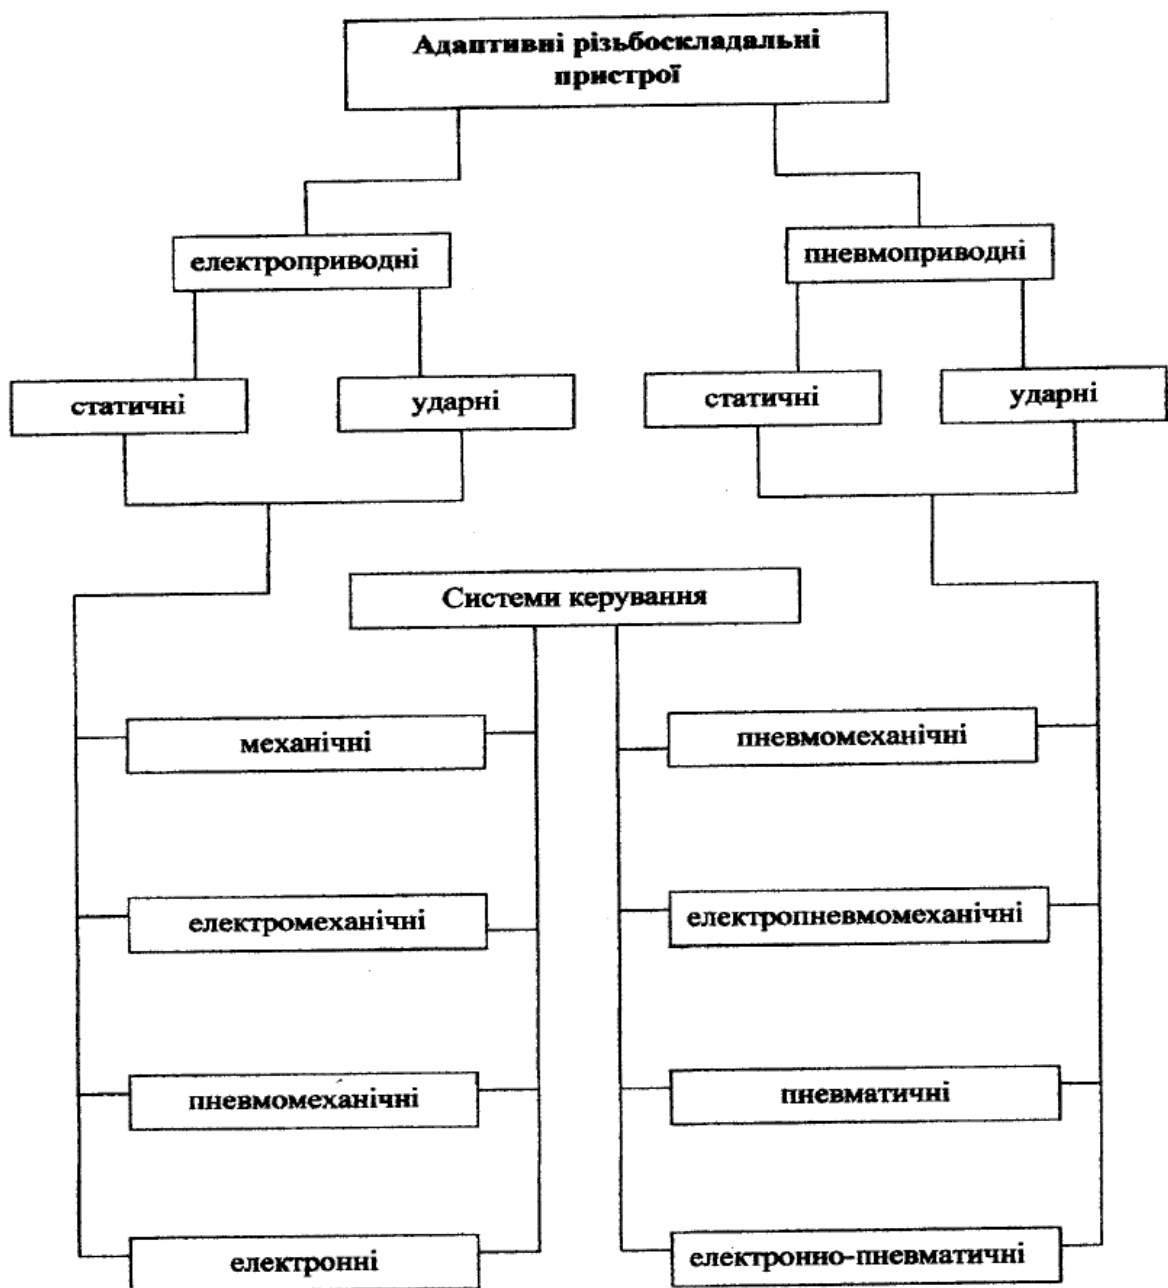 Адаптивні різьбоскладальні
пристрої
електроприводні
пневмоприводні
статичні
ударні
статичні
ударні
Системи керування
механічні
пневмомеханічні
електромеханічні
електропневмомеханічні
пневмомеханічні
пневматичні
електронні
електронно-пневматичні